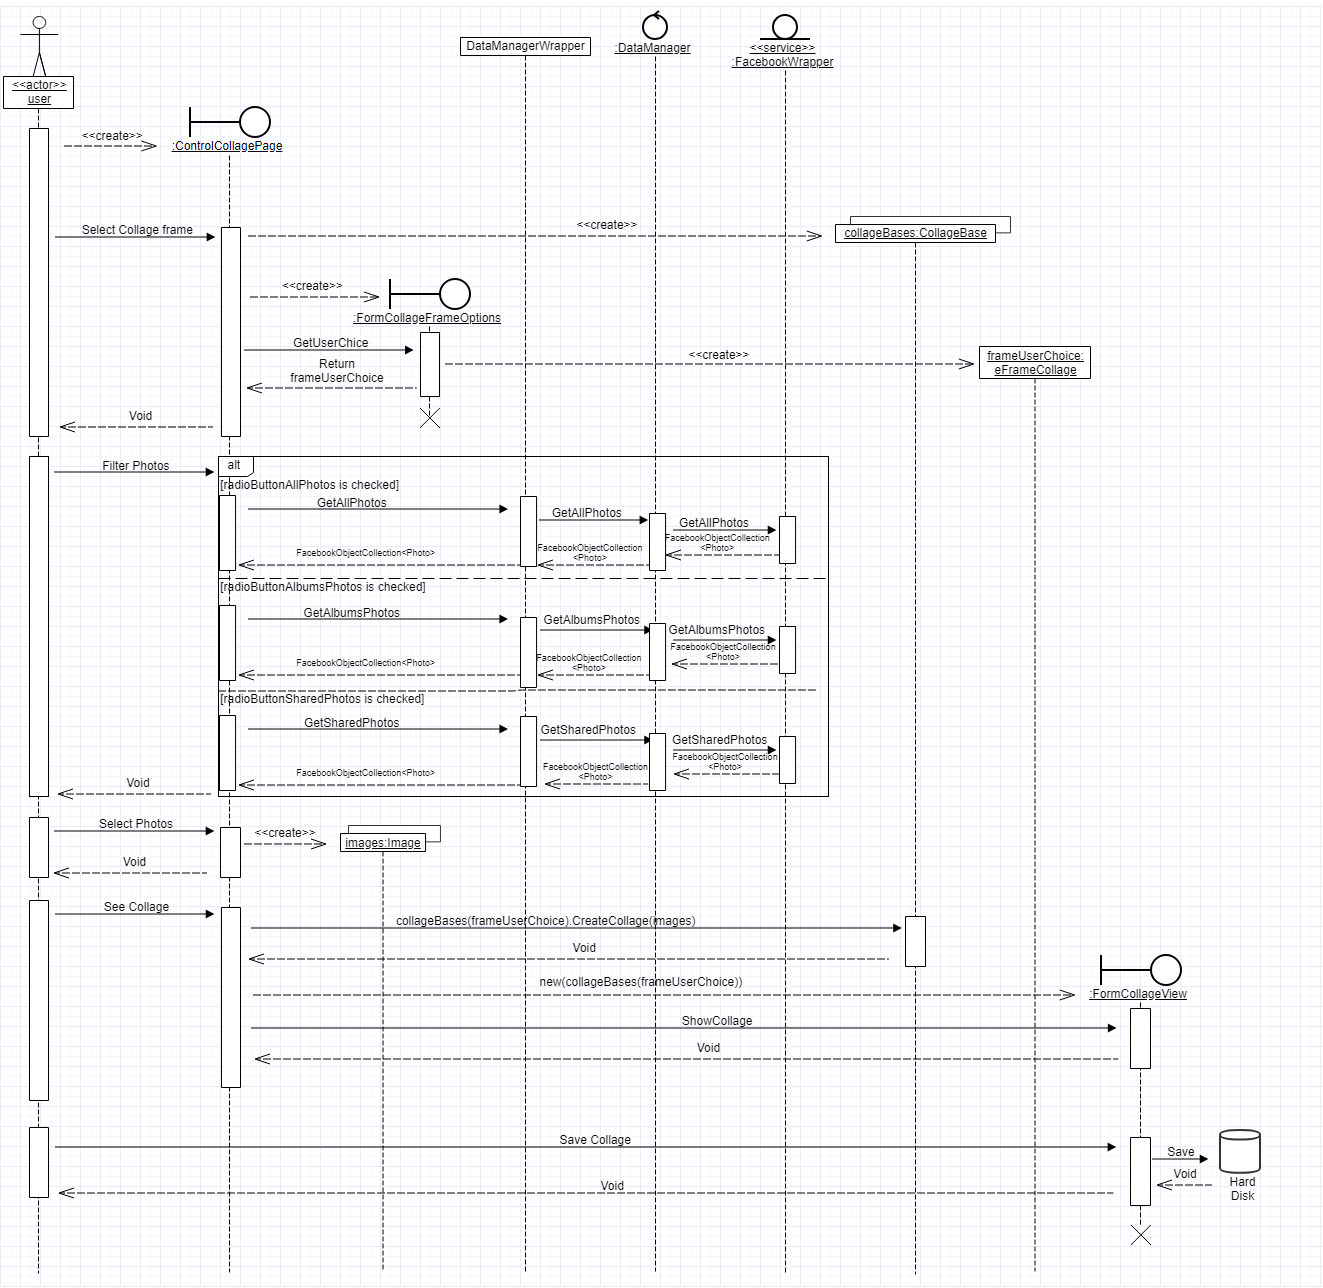 <<actor>>
user
DataManagerWrapper
:DataManager
<<service>>
:FacebookWrapper
<<create>>
:ControlCollagePage
Select Collage frame
<<create>>
collageBases:CollageBase
<<create>>
:FormCollageFrameOptions
GetUserChice
Return
frameUserChoice
<<create>>
frameUserChoice:
eFrameCollage
Void
Filter Photos
alt
[radioButtonAllPhotos is checked]
GetAllPhotos
GetAllPhotos
GetAllPhotos
FacebookObjectCollection
<Photo>
FacebookObjectCollection
<Photo>
FacebookObjectCollection<Photo>
[radioButtonAlbumsPhotos is checked]
GetAlbumsPhotos
GetAlbumsPhotos
GetAlbumsPhotos
FacebookObjectCollection
<Photo>
FacebookObjectCollection
<Photo>
FacebookObjectCollection<Photo>
[radioButtonSharedPhotos is checked]
GetSharedPhotos
GetSharedPhotos
GetSharedPhotos
FacebookObjectCollection
<Photo>
FacebookObjectCollection
<Photo>
FacebookObjectCollection<Photo>
Void
Select Photos
<<create>>
images:Image
Void
See Collage
collageBases(frameUserChoice).CreateCollage(images)
Void
new(collageBases(frameUserChoice))
:FormCollageView
ShowCollage
Void
Save Collage
Save
Void
Hard
Disk
Void